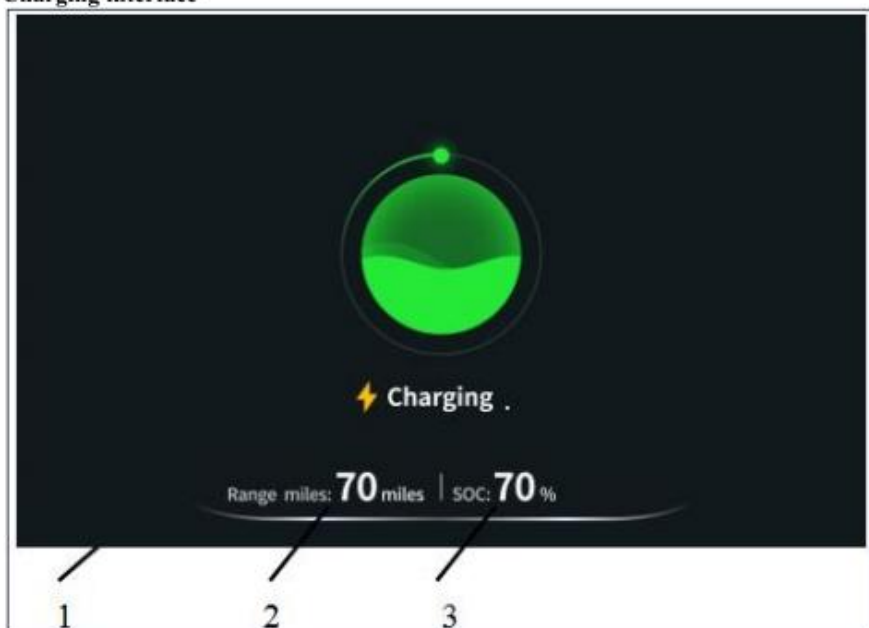 Charging interface
Charging .
Range miles: 70 miles | SOC: 70 %
1 2 3